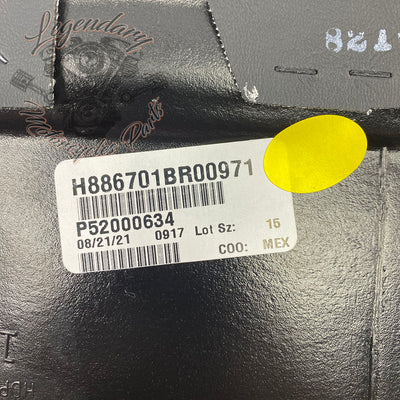 Legendary
Motorcycle Parts
8218
H886701BR00971
P52000634
08/21/21 0917 Lot Sz: 15
COO: MEX